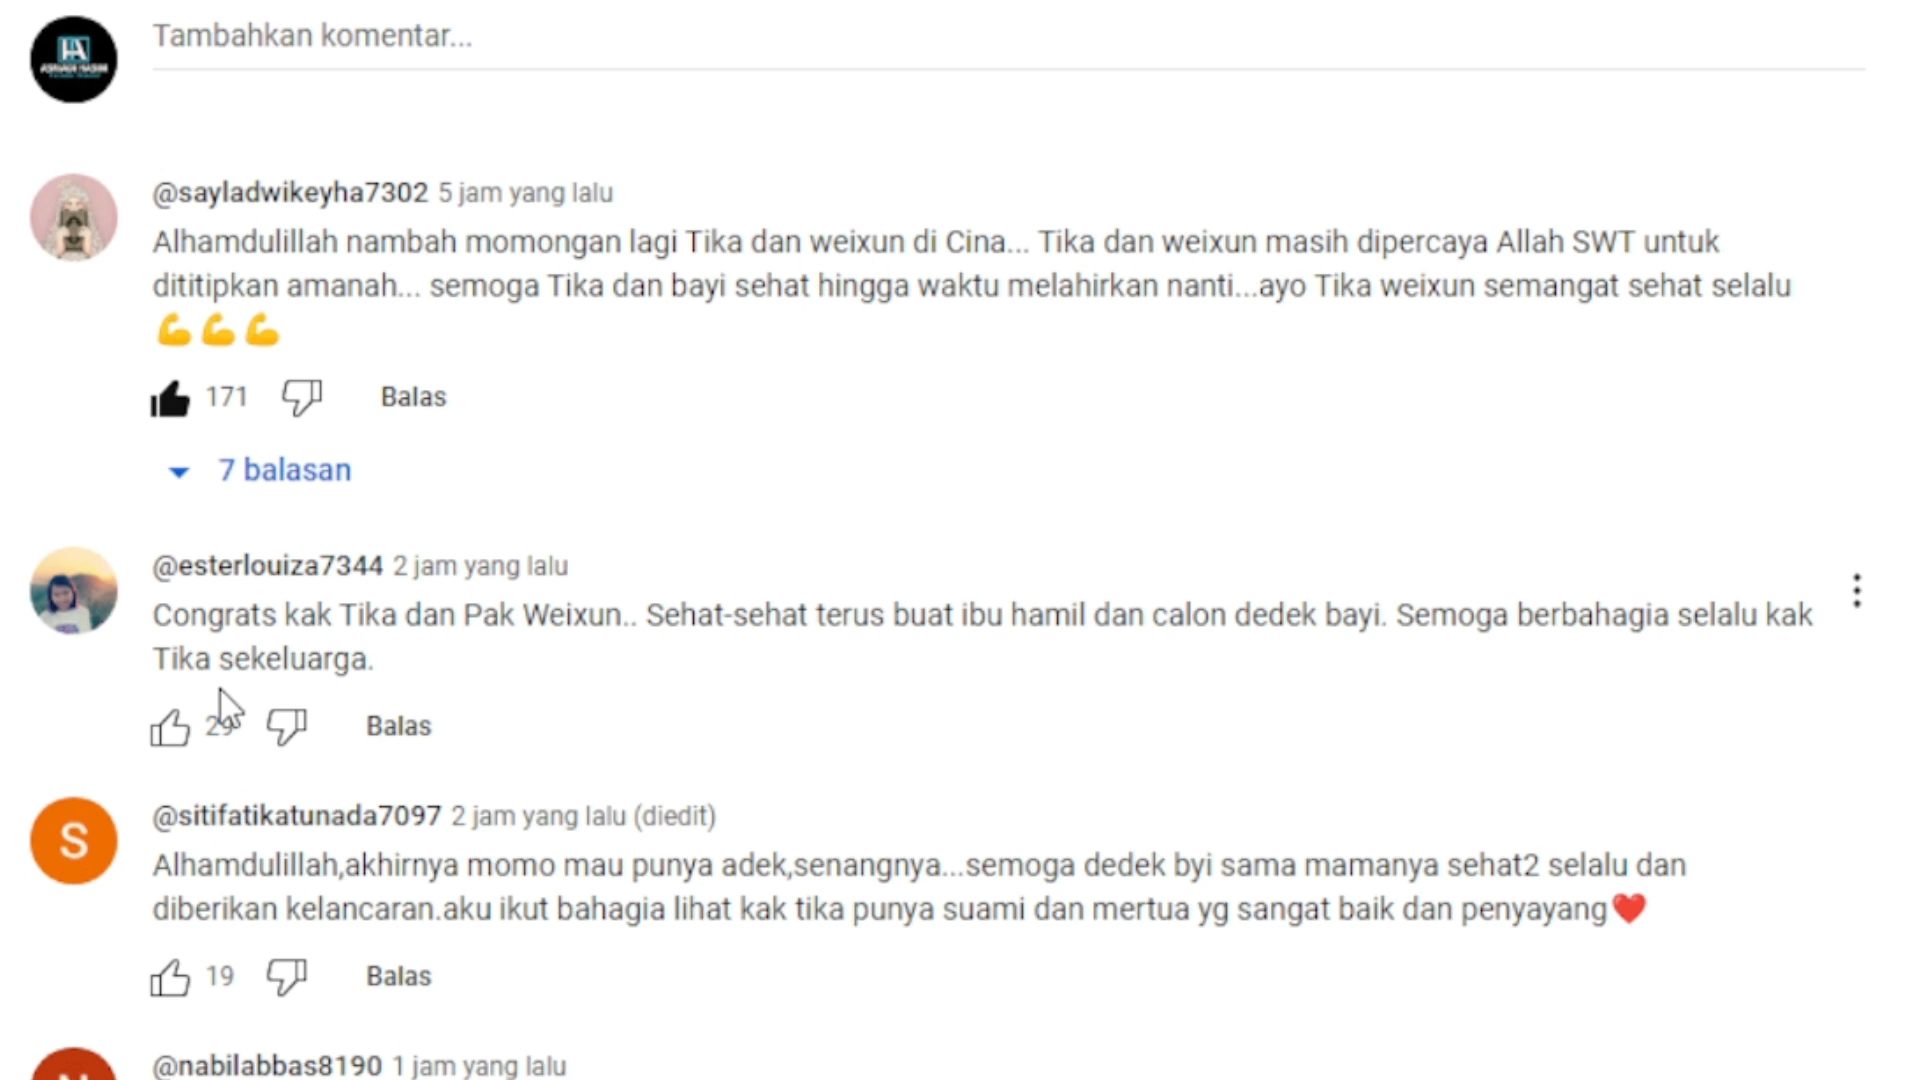 Tambahkan komentar...
@sayladwikeyha7302 5 jam yang lalu
Alhamdulillah nambah momongan lagi Tika dan weixun di Cina... Tika dan weixun masih dipercaya Allah SWT untuk
dititipkan amanah... semoga Tika dan bayi sehat hingga waktu melahirkan nanti...ayo Tika weixun semangat sehat selalu
💪💪💪
171 Balas
7 balasan
@esterlouiza7344 2 jam yang lalu
Congrats kak Tika dan Pak Weixun.. Sehat-sehat terus buat ibu hamil dan calon dedek bayi. Semoga berbahagia selalu kak
Tika sekeluarga.
29 Balas
S
@sitifatikatunada7097 2 jam yang lalu (diedit)
Alhamdulillah,akhirnya momo mau punya adek,senangnya...semoga dedek byi sama mamanya sehat2 selalu dan
diberikan kelancaran.aku ikut bahagia lihat kak tika punya suami dan mertua yg sangat baik dan penyayang❤️
19 Balas
@nabilabbas8190 1 jam yang lalu